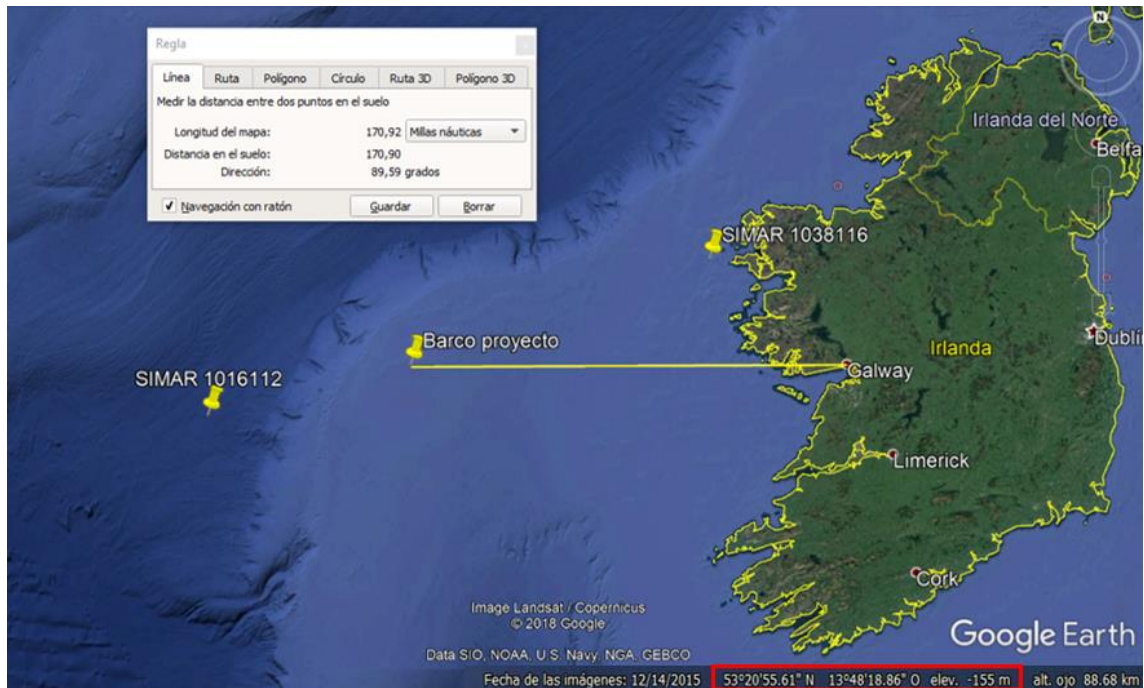 Regla
Línea Ruta Polígono Círculo Ruta 3D Polígono 3D
Medir la distancia entre dos puntos en el suelo
Longitud del mapa: 170,92 Millas náuticas
Distancia en el suelo: 170,90
Dirección: 89,59 grados
Navegación con ratón Guardar Borrar
N
Irlanda del Norte
Belfa
SIMAR 1038116
Barco proyecto
Irlanda
Dublín
SIMAR 1016112
Galway
Limerick
Cork
Image Landsat / Copernicus
© 2018 Google
Google Earth
Data SIO, NOAA, U.S. Navy, NGA, GEBCO
Fecha de las imágenes: 12/14/2015 53°20'55.61" N 13°48'18.86" O elev. -155 m alt. ojo 88.68 km